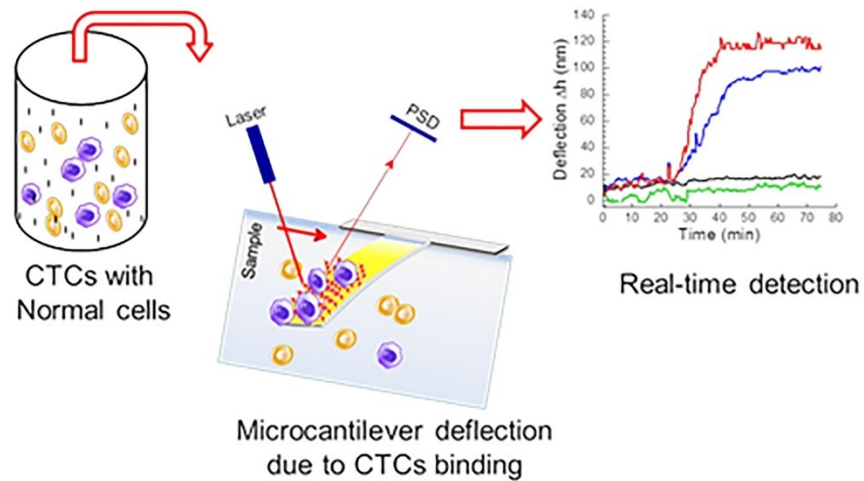 CTCs with
Normal cells
Laser
PSD
Sample
Microcantilever deflection
due to CTCs binding
Deflection Δh (nm)
140
120
100
80
60
40
20
0
0 10 20 30 40 50 60 70 80
Time (min)
Real-time detection